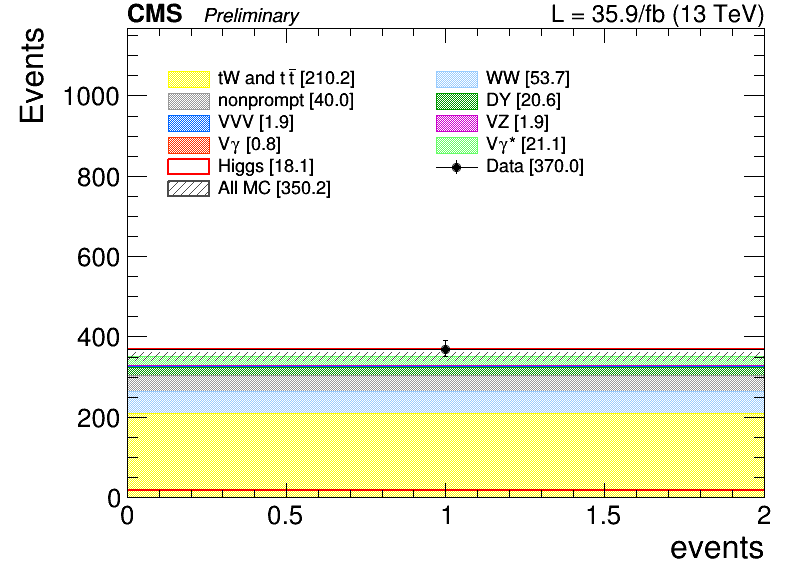 CMS Preliminary L = 35.9/fb (13 TeV)
Events
tW and tt̄ [210.2] WW [53.7]
nonprompt [40.0] DY [20.6]
VVV [1.9] VZ [1.9]
Vγ [0.8] Vγ* [21.1]
Higgs [18.1] Data [370.0]
All MC [350.2]
1000
800
600
400
200
0
0 0.5 1 1.5 2
events